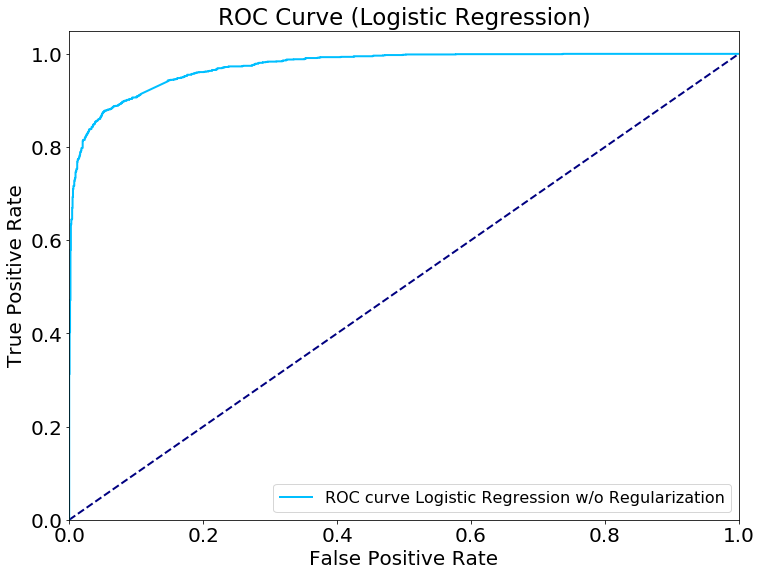 ROC Curve (Logistic Regression)
1.0
0.8
0.6
0.4
0.2
0.0
True Positive Rate
ROC curve Logistic Regression w/o Regularization
0.0 0.2 0.4 0.6 0.8 1.0
False Positive Rate